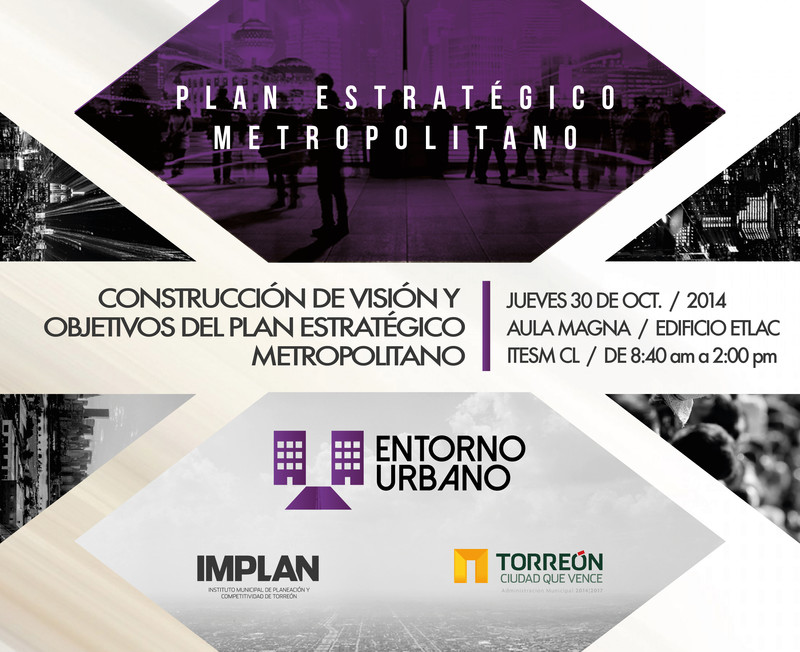 PLAN ESTRATÉGICO
METROPOLITANO
CONSTRUCCIÓN DE VISIÓN Y
OBJETIVOS DEL PLAN ESTRATÉGICO
METROPOLITANO
JUEVES 30 DE OCT. / 2014
AULA MAGNA / EDIFICIO ETLAC
ITESM CL / DE 8:40 am a 2:00 pm
ENTORNO
URBANO
IMPLAN
INSTITUTO MUNICIPAL DE PLANEACIÓN Y
COMPETITIVIDAD DE TORREÓN
TORREÓN
CIUDAD QUE VENCE
Administración Municipal 2014|2017